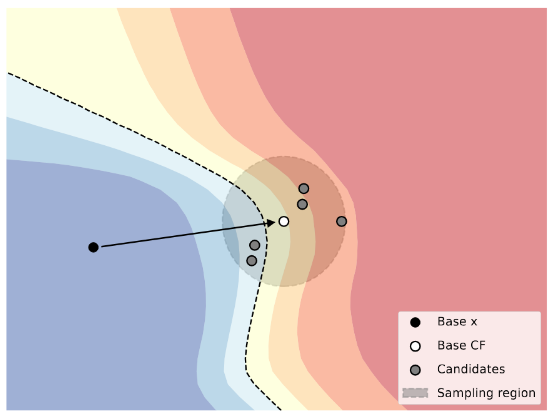 Base x
Base CF
Candidates
Sampling region